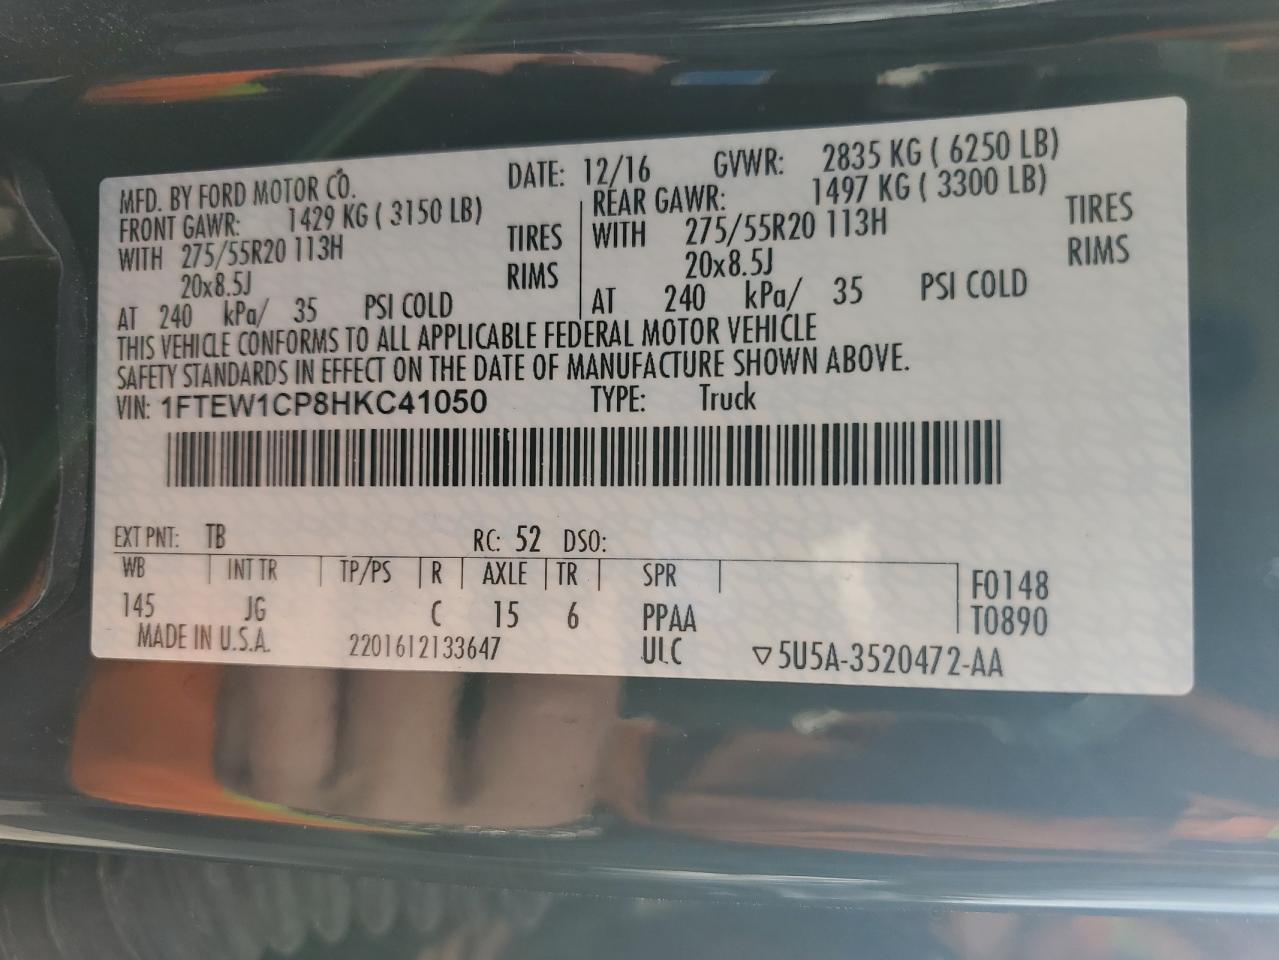 MFD. BY FORD MOTOR CO. DATE: 12/16 GVWR: 2835 KG ( 6250 LB)
FRONT GAWR: 1429 KG ( 3150 LB) REAR GAWR: 1497 KG ( 3300 LB)
WITH 275/55R20 113H TIRES WITH 275/55R20 113H TIRES
20x8.5J RIMS 20x8.5J RIMS
AT 240 kPa/ 35 PSI COLD AT 240 kPa/ 35 PSI COLD
THIS VEHICLE CONFORMS TO ALL APPLICABLE FEDERAL MOTOR VEHICLE
SAFETY STANDARDS IN EFFECT ON THE DATE OF MANUFACTURE SHOWN ABOVE.
VIN: 1FTEW1CP8HKC41050 TYPE: Truck
EXT PNT: TB RC: 52 DSO:
WB INT TR TP/PS R AXLE TR SPR F0148
145 JG C 15 6 PPAA T0890
MADE IN U.S.A. 2201612133647 ULC ▽5U5A-3520472-AA